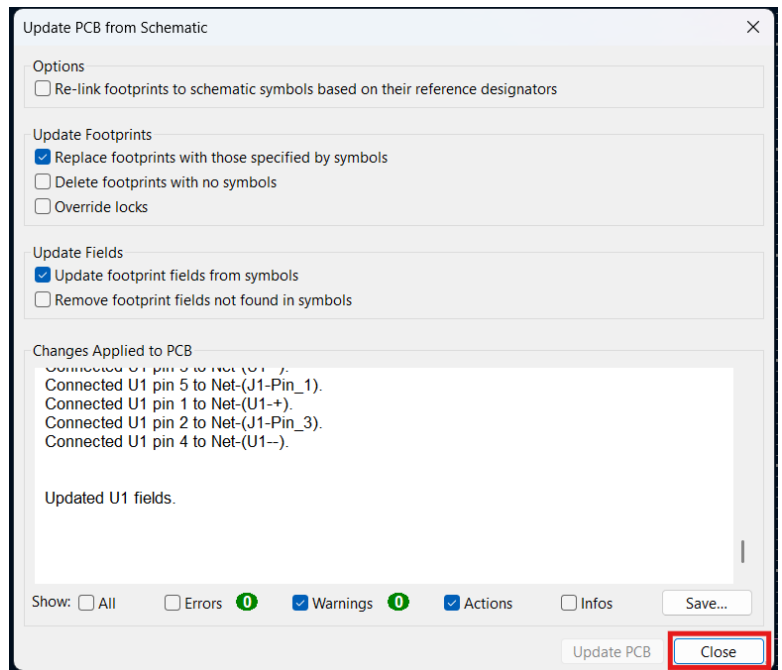 Update PCB from Schematic
Options
Re-link footprints to schematic symbols based on their reference designators
Update Footprints
Replace footprints with those specified by symbols
Delete footprints with no symbols
Override locks
Update Fields
Update footprint fields from symbols
Remove footprint fields not found in symbols
Changes Applied to PCB
Connected U1 pin 5 to Net-(J1-Pin_1).
Connected U1 pin 1 to Net-(U1-+).
Connected U1 pin 2 to Net-(J1-Pin_3).
Connected U1 pin 4 to Net-(U1--).
Updated U1 fields.
Show: All Errors 0 Warnings 0 Actions Infos Save...
Update PCB Close